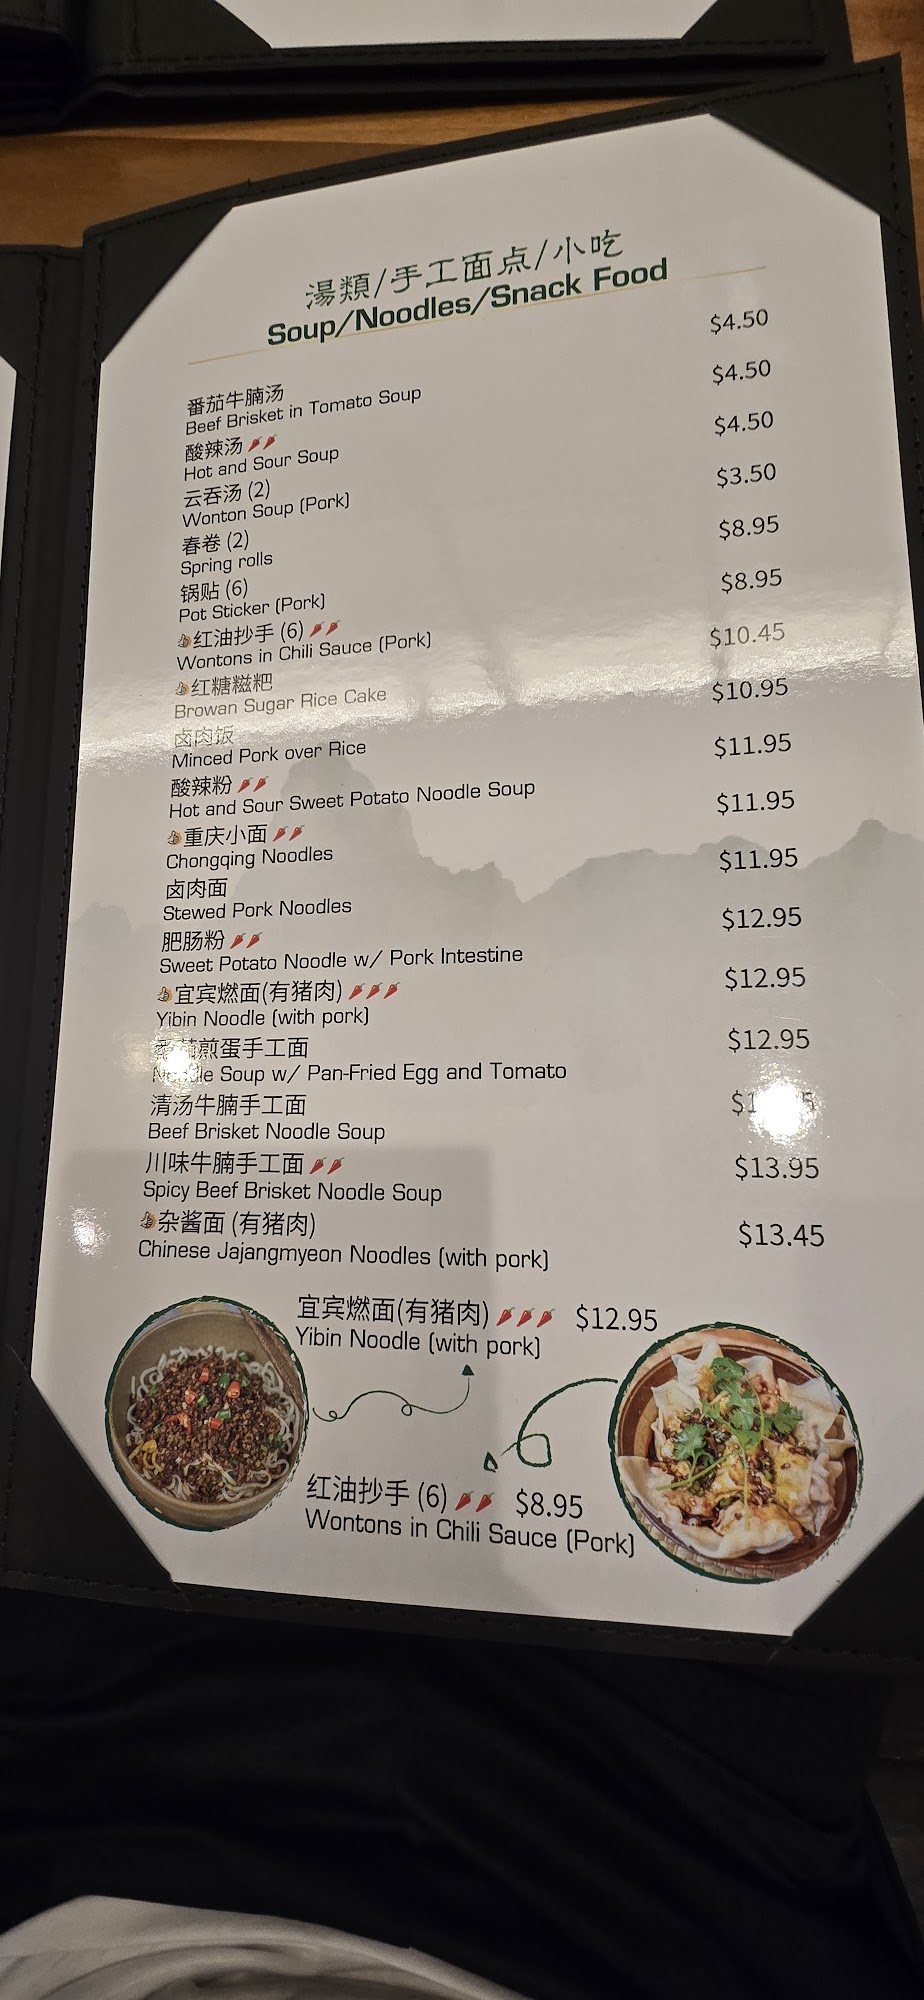 湯類/手工面点/小吃
Soup/Noodles/Snack Food
番茄牛腩汤 $4.50
Beef Brisket in Tomato Soup
酸辣汤 $4.50
Hot and Sour Soup
云吞汤 (2) $4.50
Wonton Soup (Pork)
春卷 (2) $3.50
Spring rolls
锅贴 (6) $8.95
Pot Sticker (Pork)
红油抄手 (6) $8.95
Wontons in Chili Sauce (Pork)
红糖糍粑 $10.45
Browan Sugar Rice Cake
卤肉饭 $10.95
Minced Pork over Rice
酸辣粉 $11.95
Hot and Sour Sweet Potato Noodle Soup
重庆小面 $11.95
Chongqing Noodles
卤肉面 $11.95
Stewed Pork Noodles
肥肠粉 $12.95
Sweet Potato Noodle w/ Pork Intestine
宜宾燃面(有猪肉) $12.95
Yibin Noodle (with pork)
番茄煎蛋手工面 $12.95
Noodle Soup w/ Pan-Fried Egg and Tomato
清汤牛腩手工面
Beef Brisket Noodle Soup
川味牛腩手工面 $13.95
Spicy Beef Brisket Noodle Soup
杂酱面 (有猪肉) $13.45
Chinese Jajangmyeon Noodles (with pork)
宜宾燃面(有猪肉) $12.95
Yibin Noodle (with pork)
红油抄手 (6) $8.95
Wontons in Chili Sauce (Pork)